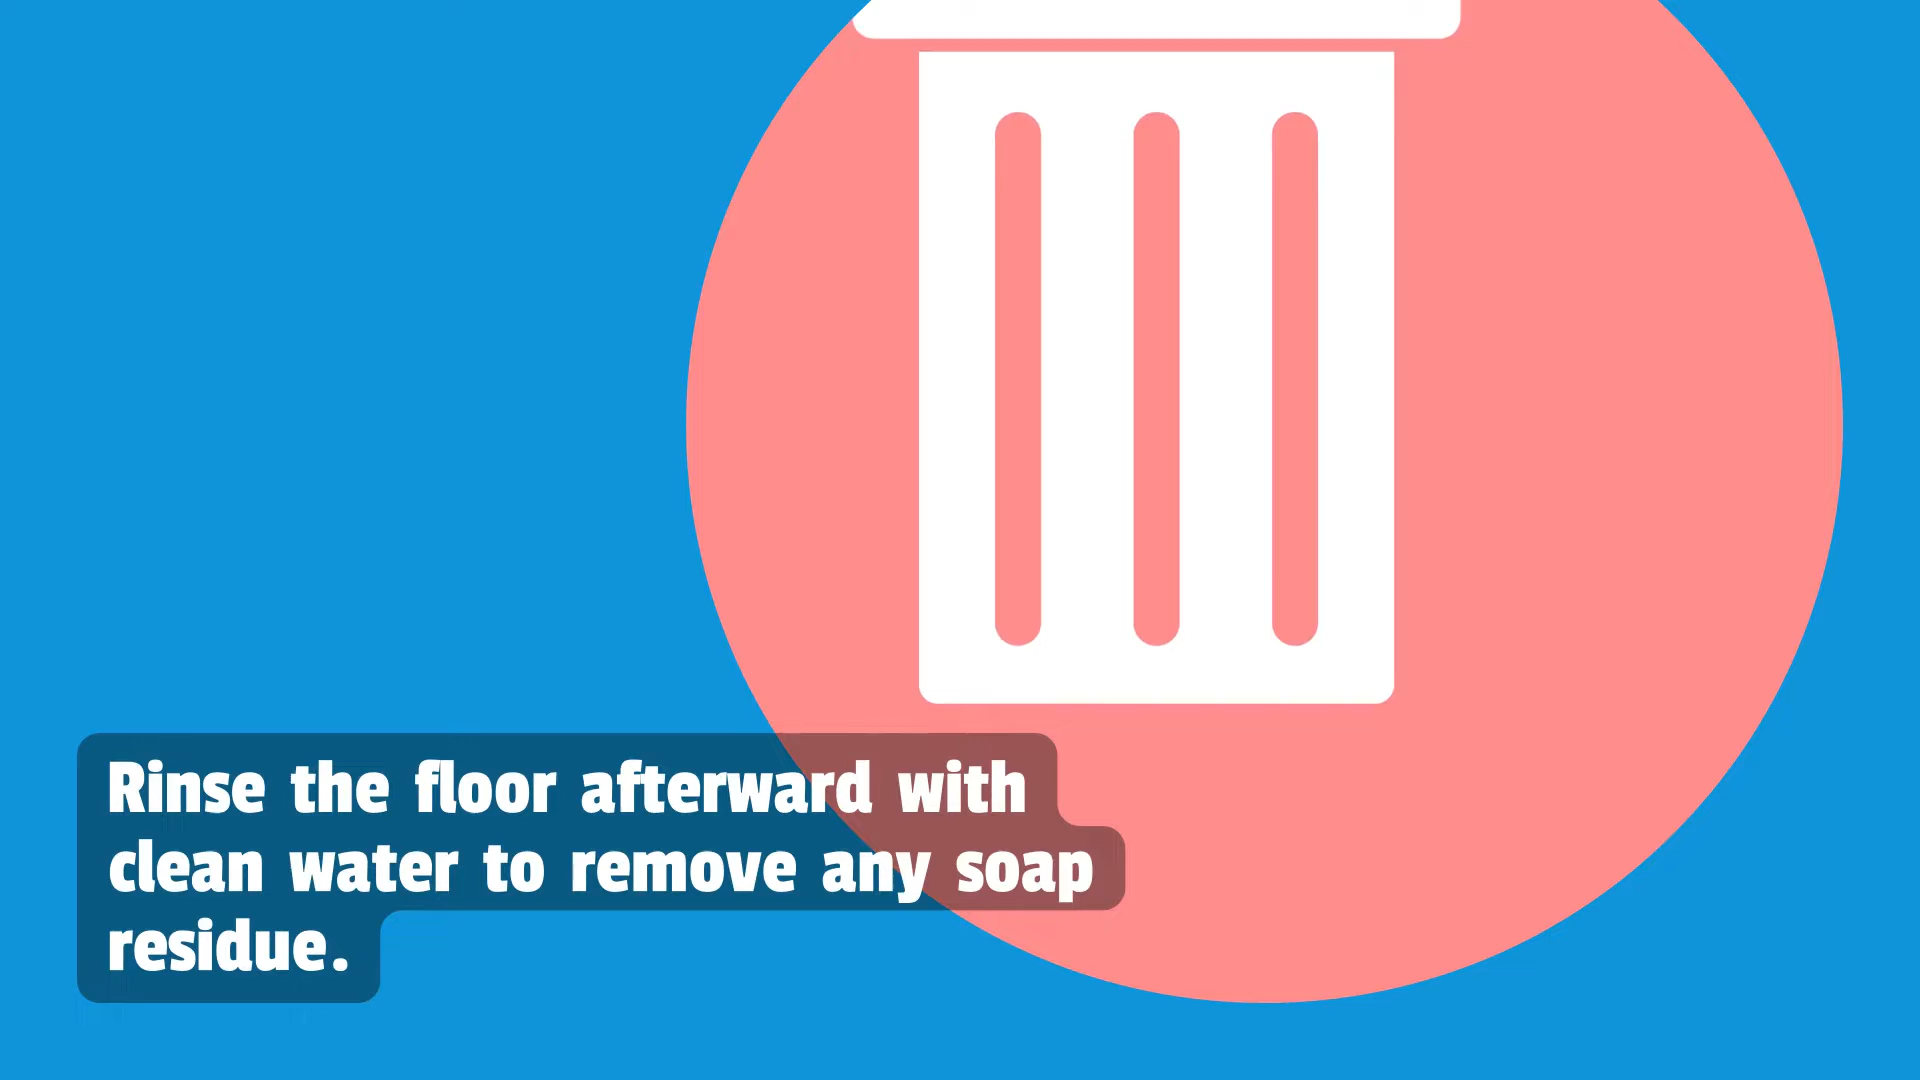 Rinse the floor afterward with
clean water to remove any soap
residue.